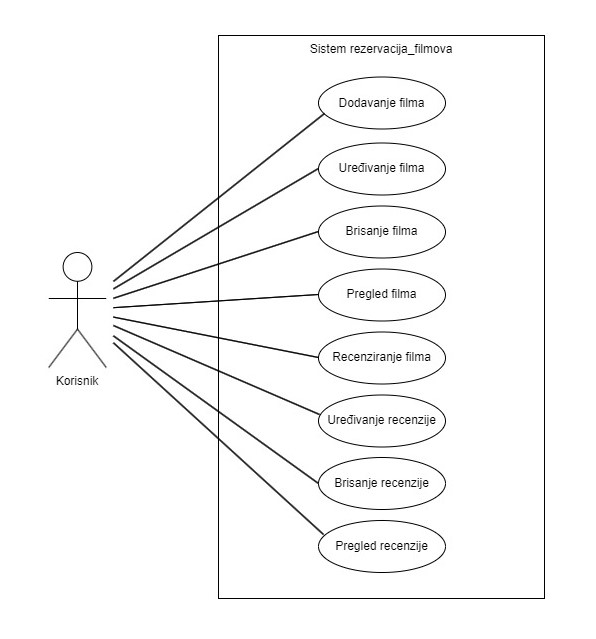 Sistem rezervacija_filmova
Dodavanje filma
Uređivanje filma
Brisanje filma
Pregled filma
Recenziranje filma
Uređivanje recenzije
Brisanje recenzije
Pregled recenzije
Korisnik